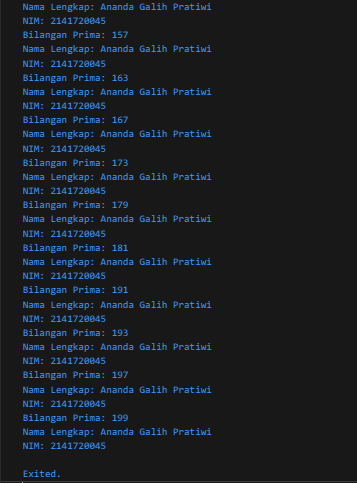 Nama Lengkap: Ananda Galih Pratiwi
NIM: 2141720045
Bilangan Prima: 157
Nama Lengkap: Ananda Galih Pratiwi
NIM: 2141720045
Bilangan Prima: 163
Nama Lengkap: Ananda Galih Pratiwi
NIM: 2141720045
Bilangan Prima: 167
Nama Lengkap: Ananda Galih Pratiwi
NIM: 2141720045
Bilangan Prima: 173
Nama Lengkap: Ananda Galih Pratiwi
NIM: 2141720045
Bilangan Prima: 179
Nama Lengkap: Ananda Galih Pratiwi
NIM: 2141720045
Bilangan Prima: 181
Nama Lengkap: Ananda Galih Pratiwi
NIM: 2141720045
Bilangan Prima: 191
Nama Lengkap: Ananda Galih Pratiwi
NIM: 2141720045
Bilangan Prima: 193
Nama Lengkap: Ananda Galih Pratiwi
NIM: 2141720045
Bilangan Prima: 197
Nama Lengkap: Ananda Galih Pratiwi
NIM: 2141720045
Bilangan Prima: 199
Nama Lengkap: Ananda Galih Pratiwi
NIM: 2141720045
Exited.